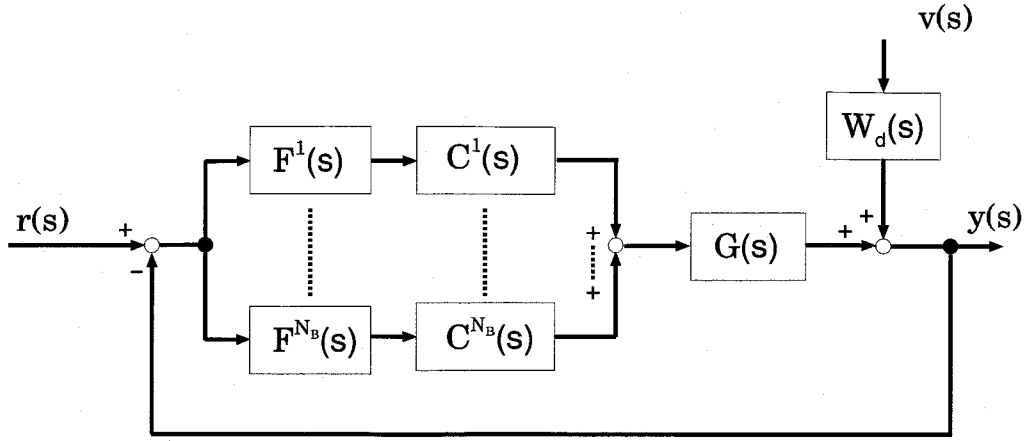 v(s)
W_d(s)
F^1(s) C^1(s)
r(s) + + + + y(s)
− + G(s)
F^{N_B}(s) C^{N_B}(s)